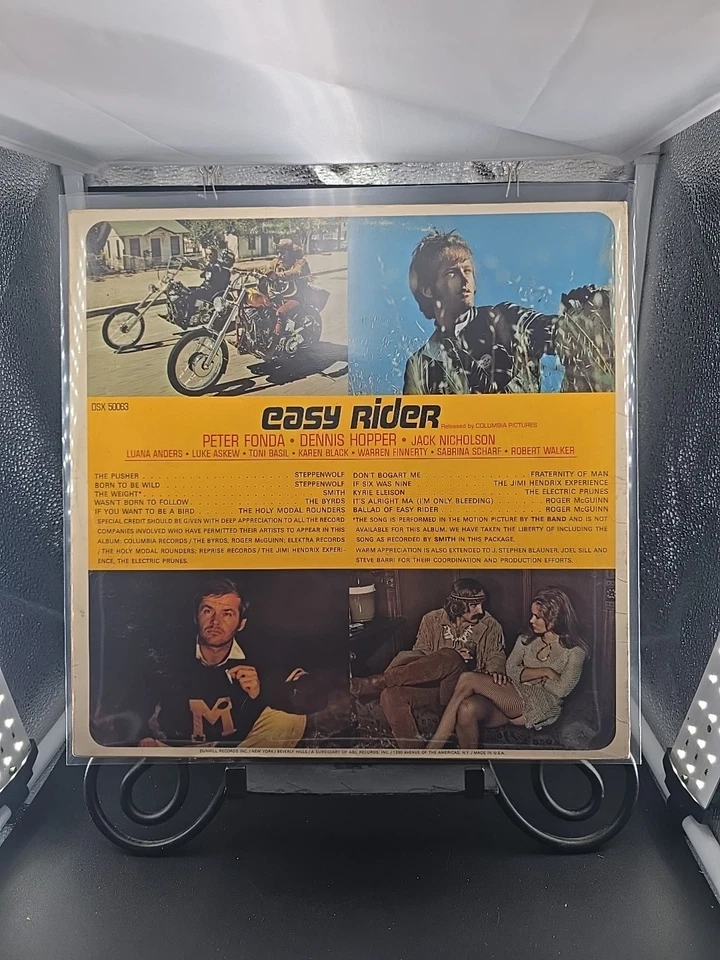 DSX 50063
easy rider Released by COLUMBIA PICTURES
PETER FONDA • DENNIS HOPPER • JACK NICHOLSON
LUANA ANDERS • LUKE ASKEW • TONI BASIL • KAREN BLACK • WARREN FINNERTY • SABRINA SCHARF • ROBERT WALKER
THE PUSHER . . . . . . . . . . . . . . . . . . . STEPPENWOLF
BORN TO BE WILD . . . . . . . . . . . . . . . . STEPPENWOLF
THE WEIGHT* . . . . . . . . . . . . . . . . . . . . . . . SMITH
WASN'T BORN TO FOLLOW . . . . . . . . . . . . . . THE BYRDS
IF YOU WANT TO BE A BIRD . . . . THE HOLY MODAL ROUNDERS
SPECIAL CREDIT SHOULD BE GIVEN WITH DEEP APPRECIATION TO ALL THE RECORD
COMPANIES INVOLVED WHO HAVE PERMITTED THEIR ARTISTS TO APPEAR IN THIS
ALBUM: COLUMBIA RECORDS / THE BYRDS, ROGER McGUINN; ELEKTRA RECORDS
/ THE HOLY MODAL ROUNDERS; REPRISE RECORDS / THE JIMI HENDRIX EXPERI-
ENCE, THE ELECTRIC PRUNES.
DON'T BOGART ME . . . . . . . . . . . . . FRATERNITY OF MAN
IF SIX WAS NINE . . . . . . . . THE JIMI HENDRIX EXPERIENCE
KYRIE ELEISON . . . . . . . . . . . . . . THE ELECTRIC PRUNES
IT'S ALRIGHT MA (I'M ONLY BLEEDING) . . . . . ROGER McGUINN
BALLAD OF EASY RIDER . . . . . . . . . . . . ROGER McGUINN
*THE SONG IS PERFORMED IN THE MOTION PICTURE BY THE BAND AND IS NOT
AVAILABLE FOR THIS ALBUM. WE HAVE TAKEN THE LIBERTY OF INCLUDING THE
SONG AS RECORDED BY SMITH IN THIS PACKAGE.
WARM APPRECIATION IS ALSO EXTENDED TO J. STEPHEN BLAUNER, JOEL SILL AND
STEVE BARRI FOR THEIR COORDINATION AND PRODUCTION EFFORTS.
M
DUNHILL RECORDS INC. / NEW YORK / BEVERLY HILLS / A SUBSIDIARY OF ABC RECORDS, INC. / 1330 AVENUE OF THE AMERICAS, N.Y. / MADE IN U.S.A.